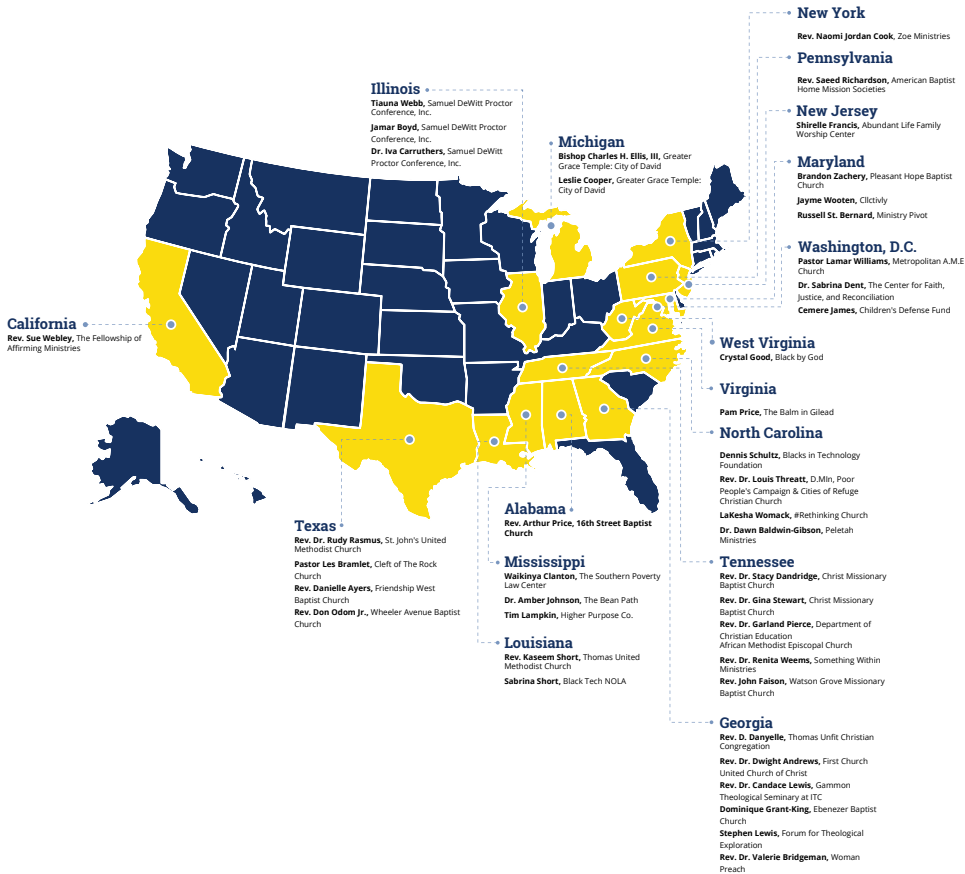 New York
Rev. Naomi Jordan Cook, Zoe Ministries
Pennsylvania
Rev. Saeed Richardson, American Baptist
Home Mission Societies
New Jersey
Shirelle Francis, Abundant Life Family
Worship Center
Maryland
Brandon Zachery, Pleasant Hope Baptist
Church
Jayme Wooten, Cllctivly
Russell St. Bernard, Ministry Pivot
Washington, D.C.
Pastor Lamar Williams, Metropolitan A.M.E
Church
Dr. Sabrina Dent, The Center for Faith,
Justice, and Reconciliation
Cemere James, Children's Defense Fund
Illinois
Tiauna Webb, Samuel DeWitt Proctor
Conference, Inc.
Jamar Boyd, Samuel DeWitt Proctor
Conference, Inc.
Dr. Iva Carruthers, Samuel DeWitt
Proctor Conference, Inc.
Michigan
Bishop Charles H. Ellis, III, Greater
Grace Temple: City of David
Leslie Cooper, Greater Grace Temple:
City of David
California
Rev. Sue Webley, The Fellowship of
Affirming Ministries
West Virginia
Crystal Good, Black by God
Virginia
Pam Price, The Balm in Gilead
North Carolina
Dennis Schultz, Blacks in Technology
Foundation
Rev. Dr. Louis Threatt, D.MIn, Poor
People's Campaign & Cities of Refuge
Christian Church
LaKesha Womack, #Rethinking Church
Dr. Dawn Baldwin-Gibson, Peletah
Ministries
Texas
Rev. Dr. Rudy Rasmus, St. John's United
Methodist Church
Pastor Les Bramlet, Cleft of The Rock
Church
Rev. Danielle Ayers, Friendship West
Baptist Church
Rev. Don Odom Jr., Wheeler Avenue Baptist
Church
Alabama
Rev. Arthur Price, 16th Street Baptist
Church
Mississippi
Waikinya Clanton, The Southern Poverty
Law Center
Dr. Amber Johnson, The Bean Path
Tim Lampkin, Higher Purpose Co.
Louisiana
Rev. Kaseem Short, Thomas United
Methodist Church
Sabrina Short, Black Tech NOLA
Tennessee
Rev. Dr. Stacy Dandridge, Christ Missionary
Baptist Church
Rev. Dr. Gina Stewart, Christ Missionary
Baptist Church
Rev. Dr. Garland Pierce, Department of
Christian Education
African Methodist Episcopal Church
Rev. Dr. Renita Weems, Something Within
Ministries
Rev. John Faison, Watson Grove Missionary
Baptist Church
Georgia
Rev. D. Danyelle, Thomas Unfit Christian
Congregation
Rev. Dr. Dwight Andrews, First Church
United Church of Christ
Rev. Dr. Candace Lewis, Gammon
Theological Seminary at ITC
Dominique Grant-King, Ebenezer Baptist
Church
Stephen Lewis, Forum for Theological
Exploration
Rev. Dr. Valerie Bridgeman, Woman
Preach